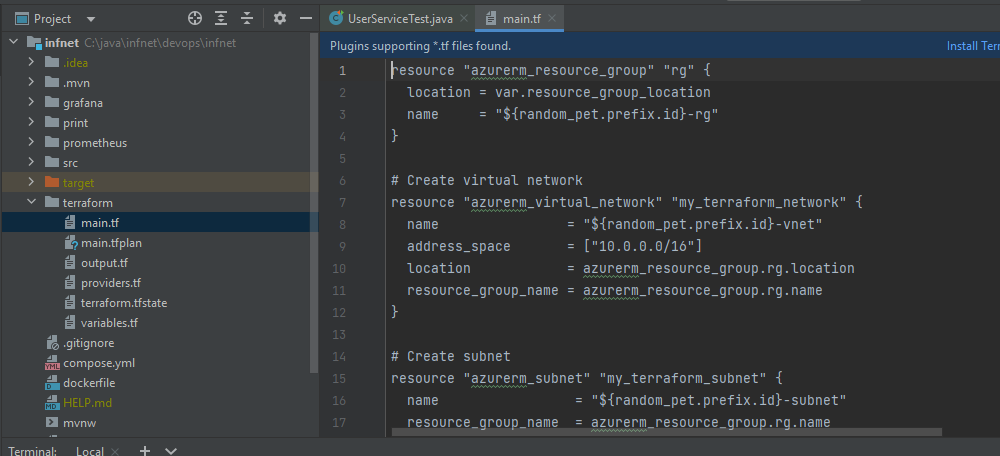 Project
UserServiceTest.java
main.tf
infnet C:\java\infnet\devops\infnet
.idea
.mvn
grafana
print
prometheus
src
target
terraform
main.tf
main.tfplan
output.tf
providers.tf
terraform.tfstate
variables.tf
.gitignore
compose.yml
dockerfile
HELP.md
mvnw
Plugins supporting *.tf files found.
Install Ter
1 resource "azurerm_resource_group" "rg" {
2 location = var.resource_group_location
3 name     = "${random_pet.prefix.id}-rg"
4 }
5
6 # Create virtual network
7 resource "azurerm_virtual_network" "my_terraform_network" {
8 name                = "${random_pet.prefix.id}-vnet"
9 address_space       = ["10.0.0.0/16"]
10 location            = azurerm_resource_group.rg.location
11 resource_group_name = azurerm_resource_group.rg.name
12 }
13
14 # Create subnet
15 resource "azurerm_subnet" "my_terraform_subnet" {
16 name                 = "${random_pet.prefix.id}-subnet"
17 resource_group_name  = azurerm_resource_group.rg.name
Terminal: Local